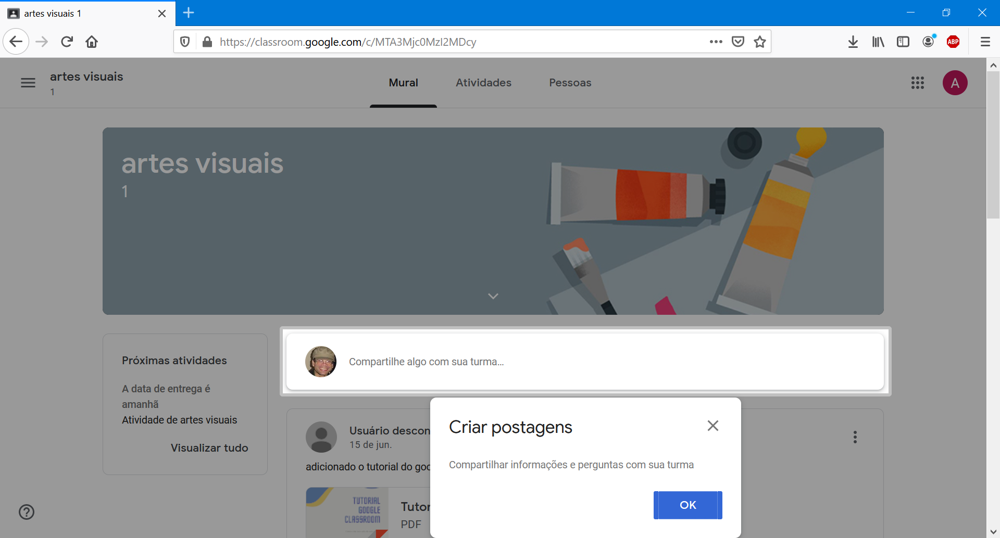 artes visuais 1
https://classroom.google.com/c/MTA3Mjc0MzI2MDcy
ABP
artes visuais
1
Mural
Atividades
Pessoas
A
artes visuais
1
Próximas atividades
A data de entrega é
amanhã
Atividade de artes visuais
Visualizar tudo
Compartilhe algo com sua turma...
Usuário descon
15 de jun.
adicionado o tutorial do goo
TUTORIAL
GOOGLE
CLASSROOM
Tutor
PDF
Criar postagens
Compartilhar informações e perguntas com sua turma
OK